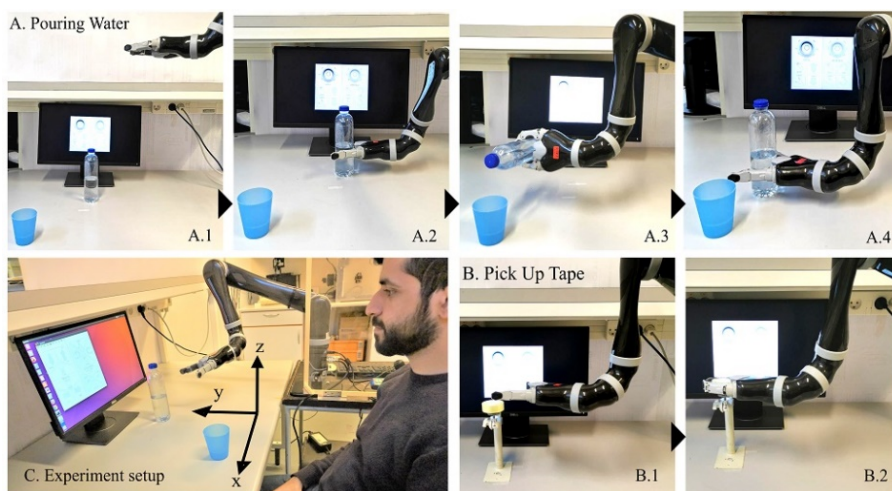 A. Pouring Water
A.1
A.2
A.3
A.4
B. Pick Up Tape
B.1
B.2
C. Experiment setup
z
y
x